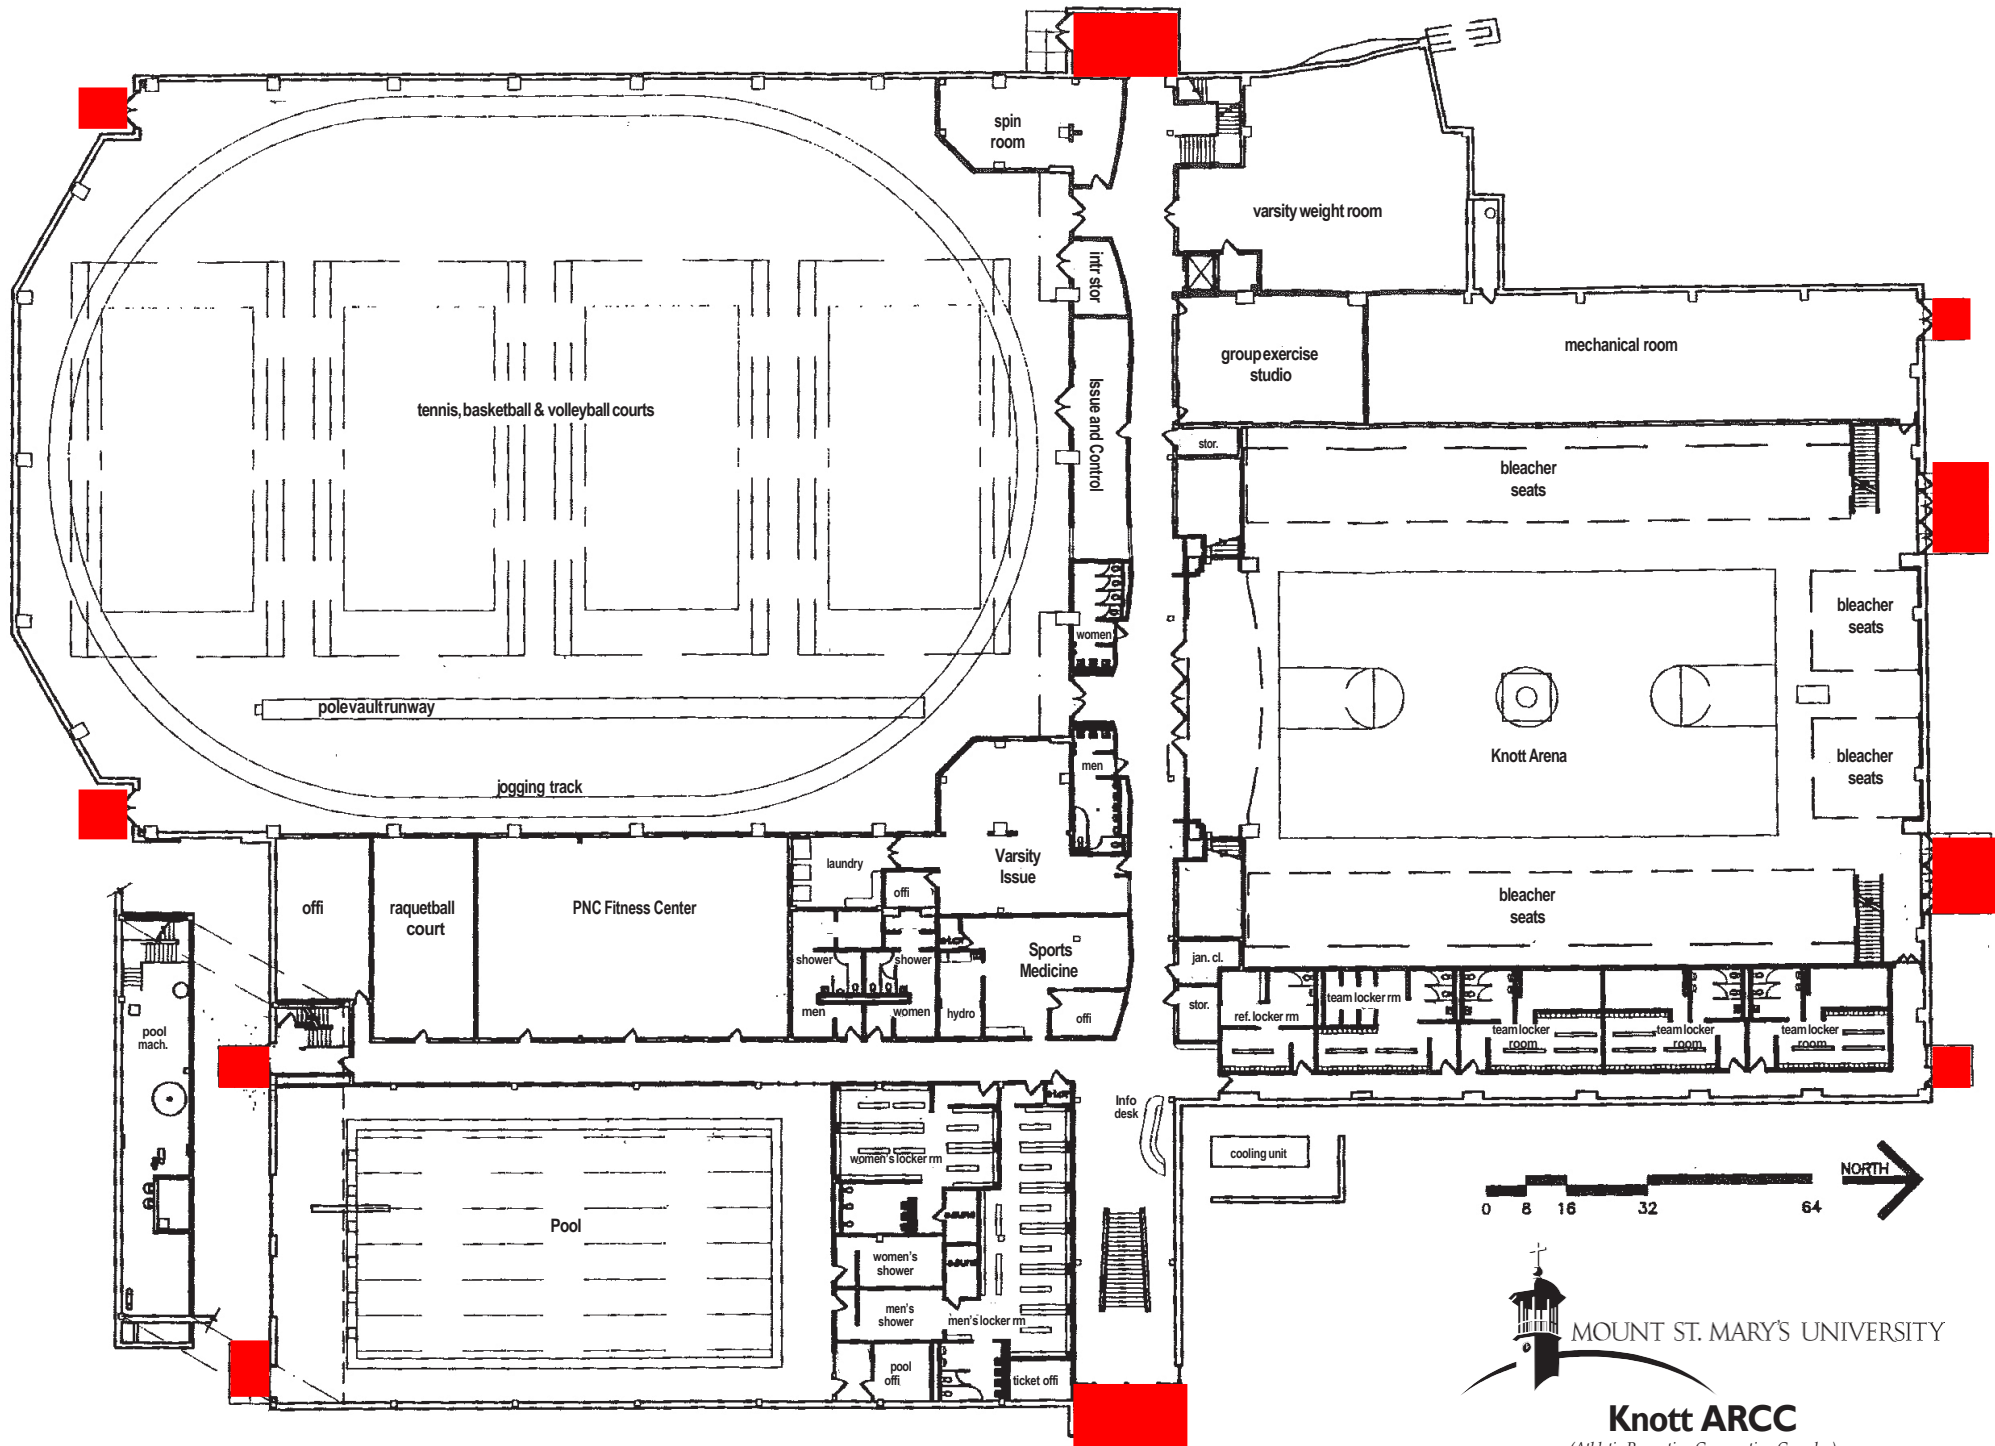 spin
room
varsity weight room
intr stor
group exercise
studio
mechanical room
Issue and Control
tennis, basketball & volleyball courts
stor.
bleacher
seats
bleacher
seats
women
pole vault runway
Knott Arena
bleacher
seats
men
jogging track
laundry
Varsity
Issue
offi
offi
raquetball
court
PNC Fitness Center
bleacher
seats
Sports
Medicine
shower
shower
jan. cl.
men
women
hydro
offi
stor.
ref. locker rm
team locker rm
team locker
room
team locker
room
team locker
room
pool
mach.
Info
desk
women's locker rm
cooling unit
NORTH
0 8 16 32 64
Pool
women's
shower
men's
shower
men's locker rm
pool
offi
ticket offi
MOUNT ST. MARY'S UNIVERSITY
Knott ARCC